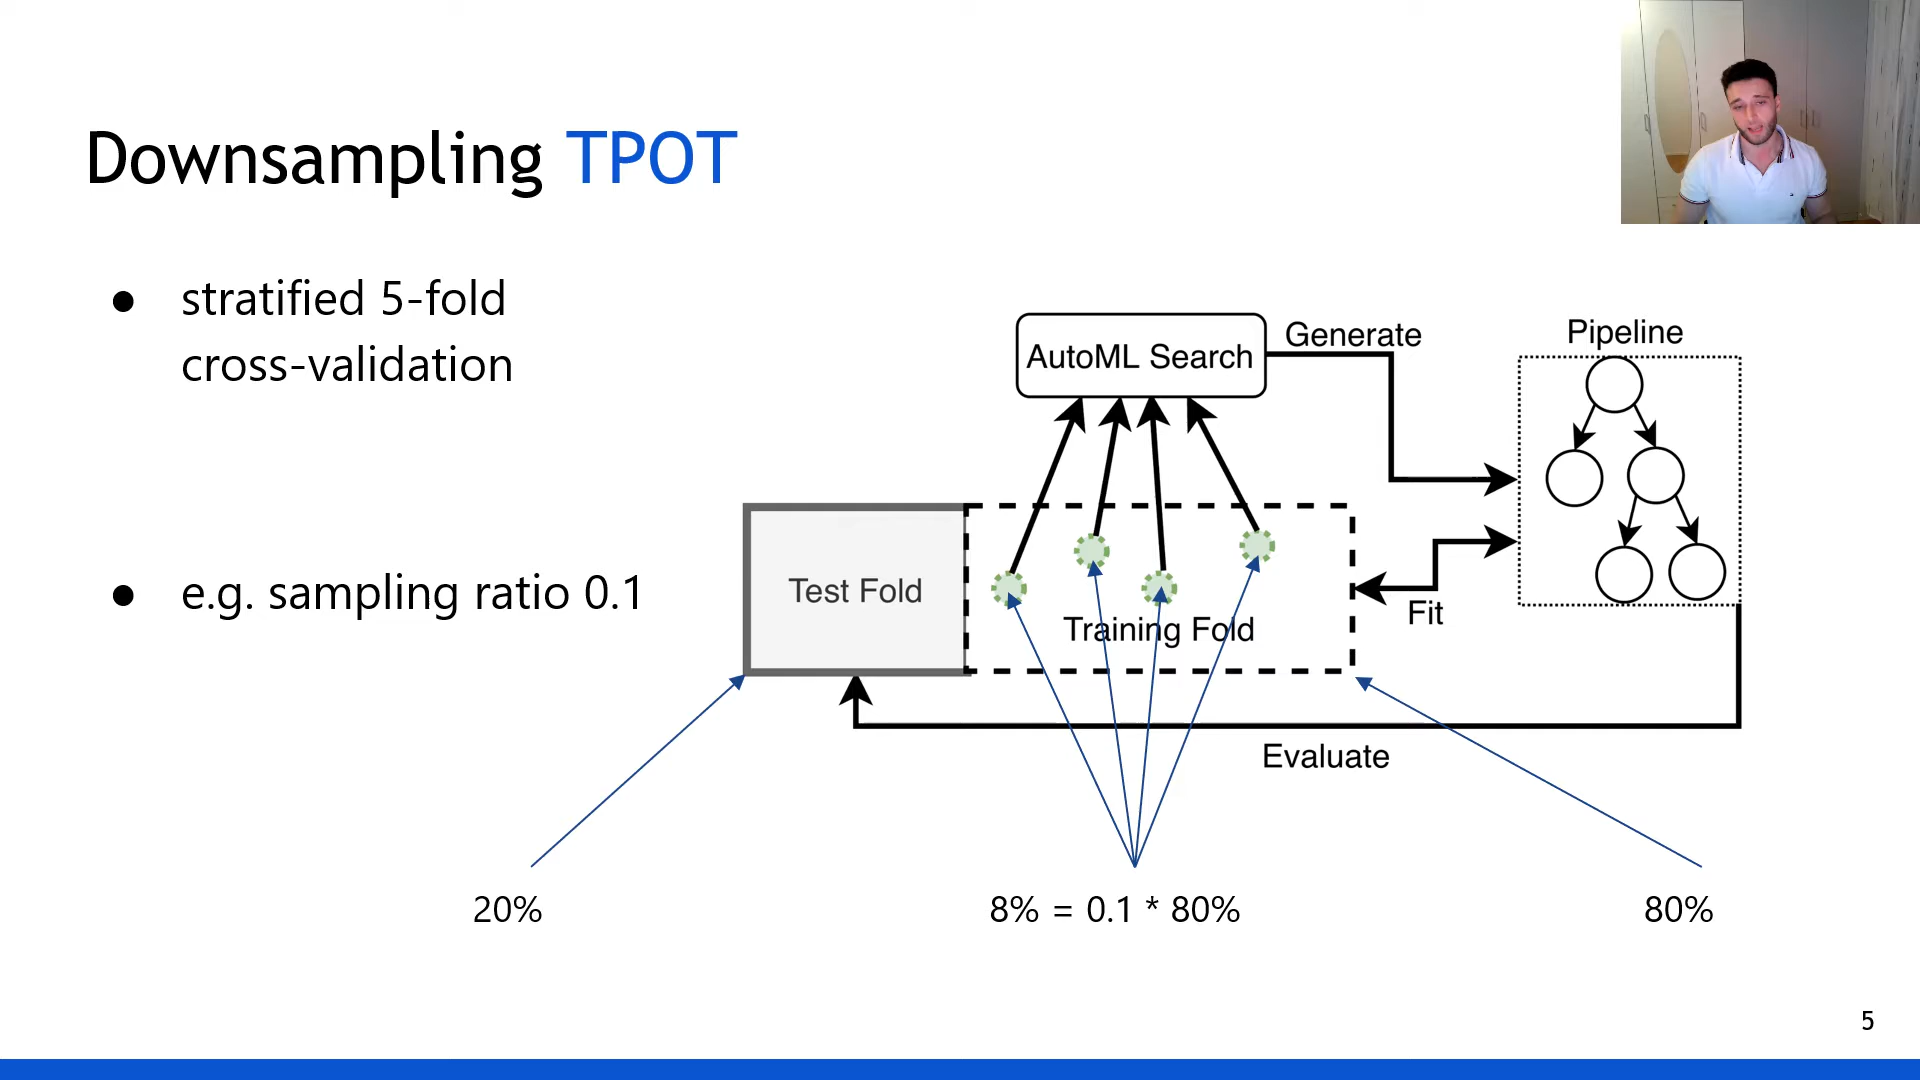 Downsampling TPOT
● stratified 5-fold
cross-validation
● e.g. sampling ratio 0.1
AutoML Search
Generate
Pipeline
Test Fold
Training Fold
Fit
Evaluate
20%
8% = 0.1 * 80%
80%
5